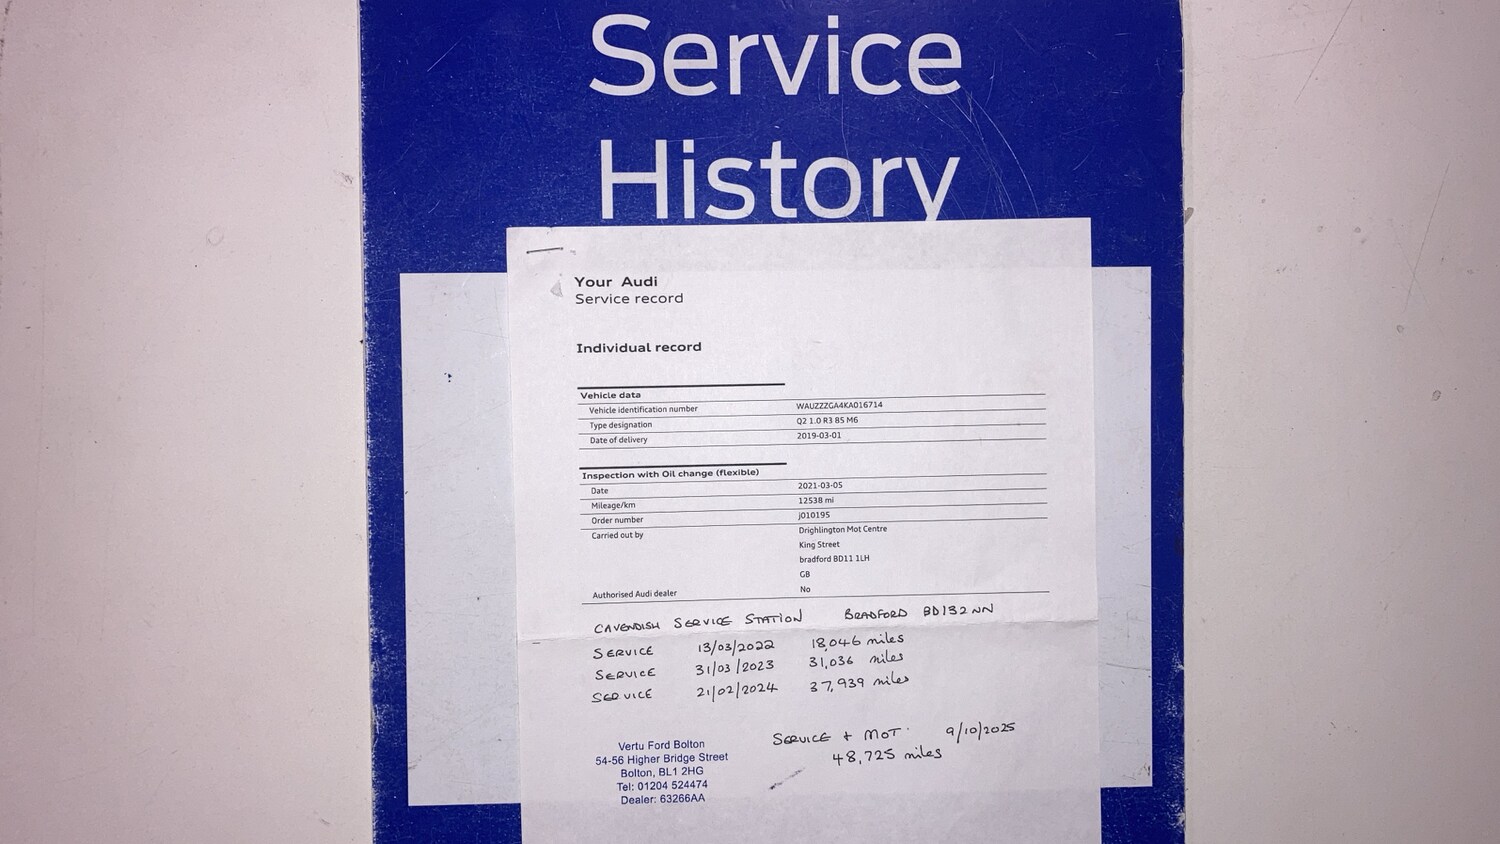 Service
History
Your Audi
Service record
Individual record
Vehicle data
Vehicle identification number WAUZZZGA4KA016714
Type designation Q2 1.0 R3 85 M6
Date of delivery 2019-03-01
Inspection with Oil change (flexible)
Date 2021-03-05
Mileage/km 12538 mi
Order number J010195
Carried out by Drighlington Mot Centre
King Street
bradford BD11 1LH
GB
Authorised Audi dealer No
CAVENDISH SERVICE STATION BRADFORD BD132NN
SERVICE 13/03/2022 18,046 miles
SERVICE 31/03/2023 31,036 miles
SERVICE 21/02/2024 37,939 miles
SERVICE + MOT 9/10/2025
48,725 miles
Vertu Ford Bolton
54-56 Higher Bridge Street
Bolton, BL1 2HG
Tel: 01204 524474
Dealer: 63266AA